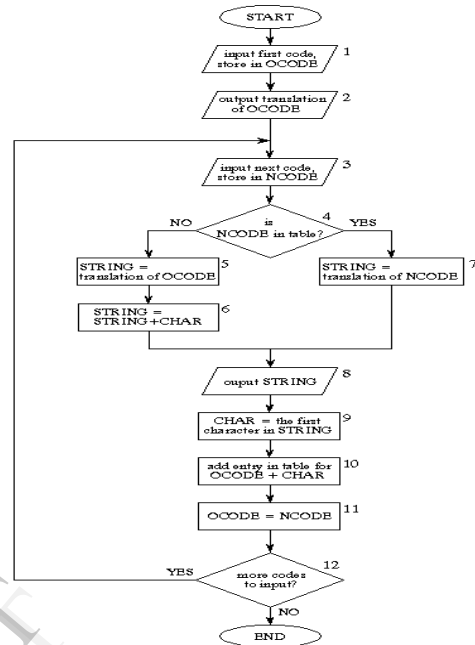 START
1
input first code,
store in OCODE
2
output translation
of OCODE
3
input next code,
store in NCODE
4
is
NCODE in table?
NO
YES
5
STRING =
translation of OCODE
7
STRING =
translation of NCODE
6
STRING =
STRING+CHAR
8
ouput STRING
9
CHAR = the first
character in STRING
10
add entry in table for
OCODE + CHAR
11
OCODE = NCODE
12
more codes
to input?
YES
NO
END